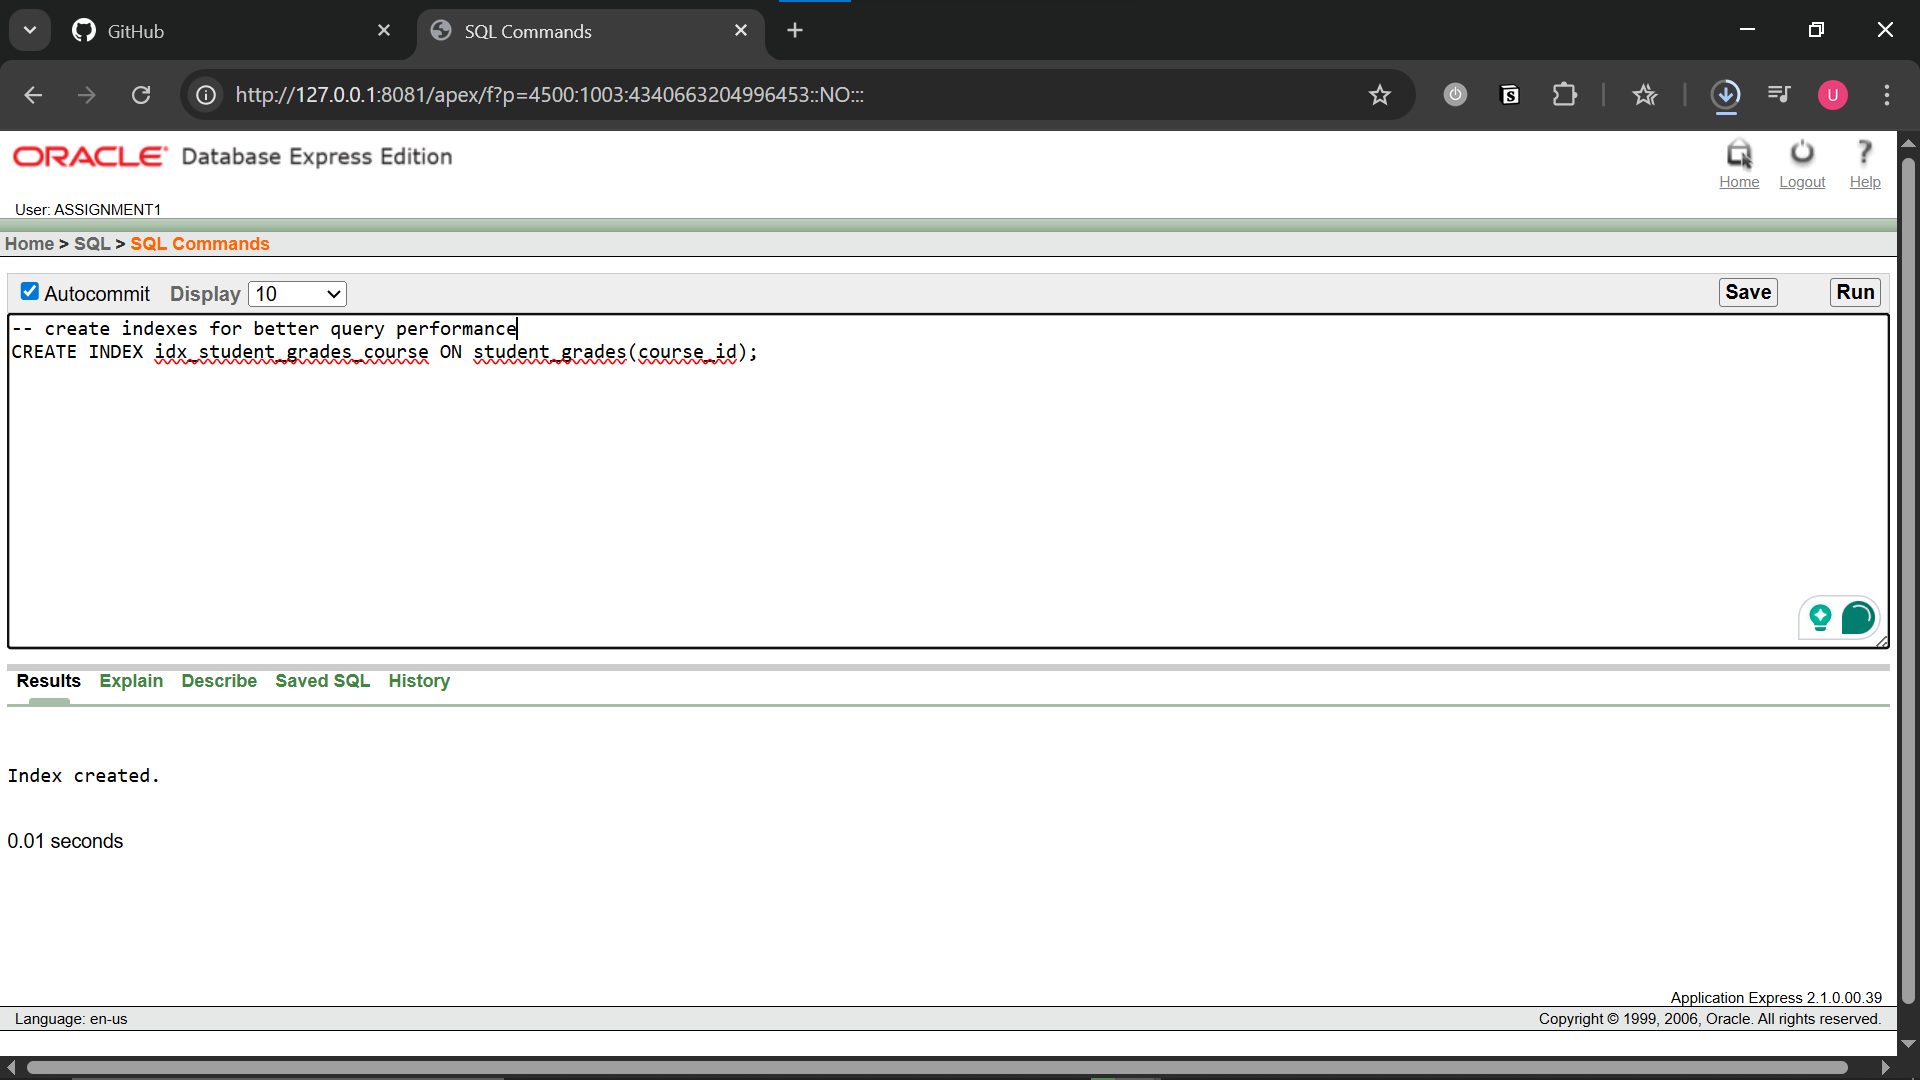 GitHub
SQL Commands
http://127.0.0.1:8081/apex/f?p=4500:1003:4340663204996453::NO:::
U
ORACLE Database Express Edition
Home Logout Help
User: ASSIGNMENT1
Home > SQL > SQL Commands
Autocommit Display 10 Save Run
-- create indexes for better query performance
CREATE INDEX idx_student_grades_course ON student_grades(course_id);
Results Explain Describe Saved SQL History
Index created.
0.01 seconds
Application Express 2.1.0.00.39
Language: en-us Copyright © 1999, 2006, Oracle. All rights reserved.